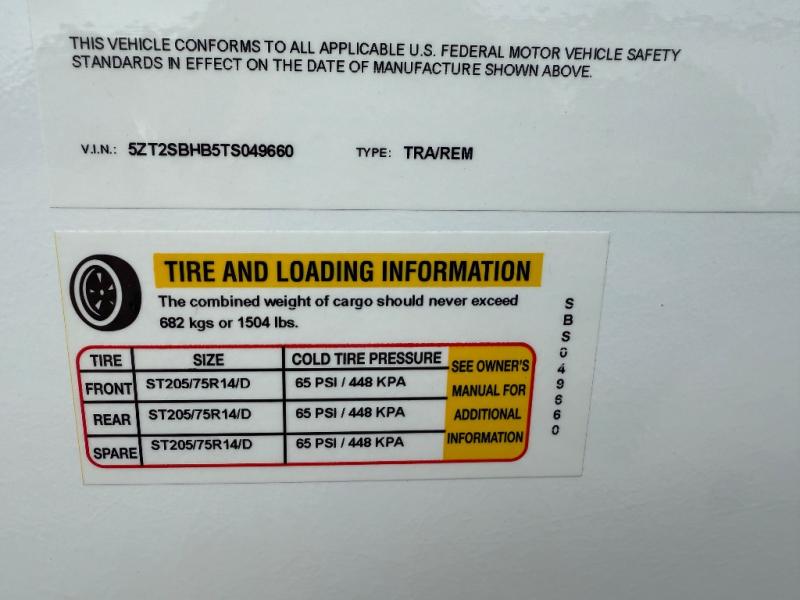 THIS VEHICLE CONFORMS TO ALL APPLICABLE U.S. FEDERAL MOTOR VEHICLE SAFETY
STANDARDS IN EFFECT ON THE DATE OF MANUFACTURE SHOWN ABOVE.
V.I.N.: 5ZT2SBHB5TS049660 TYPE: TRA/REM
TIRE AND LOADING INFORMATION
The combined weight of cargo should never exceed
682 kgs or 1504 lbs.
TIRE SIZE COLD TIRE PRESSURE
FRONT ST205/75R14/D 65 PSI / 448 KPA
REAR ST205/75R14/D 65 PSI / 448 KPA
SPARE ST205/75R14/D 65 PSI / 448 KPA
SEE OWNER'S
MANUAL FOR
ADDITIONAL
INFORMATION
SBS049660